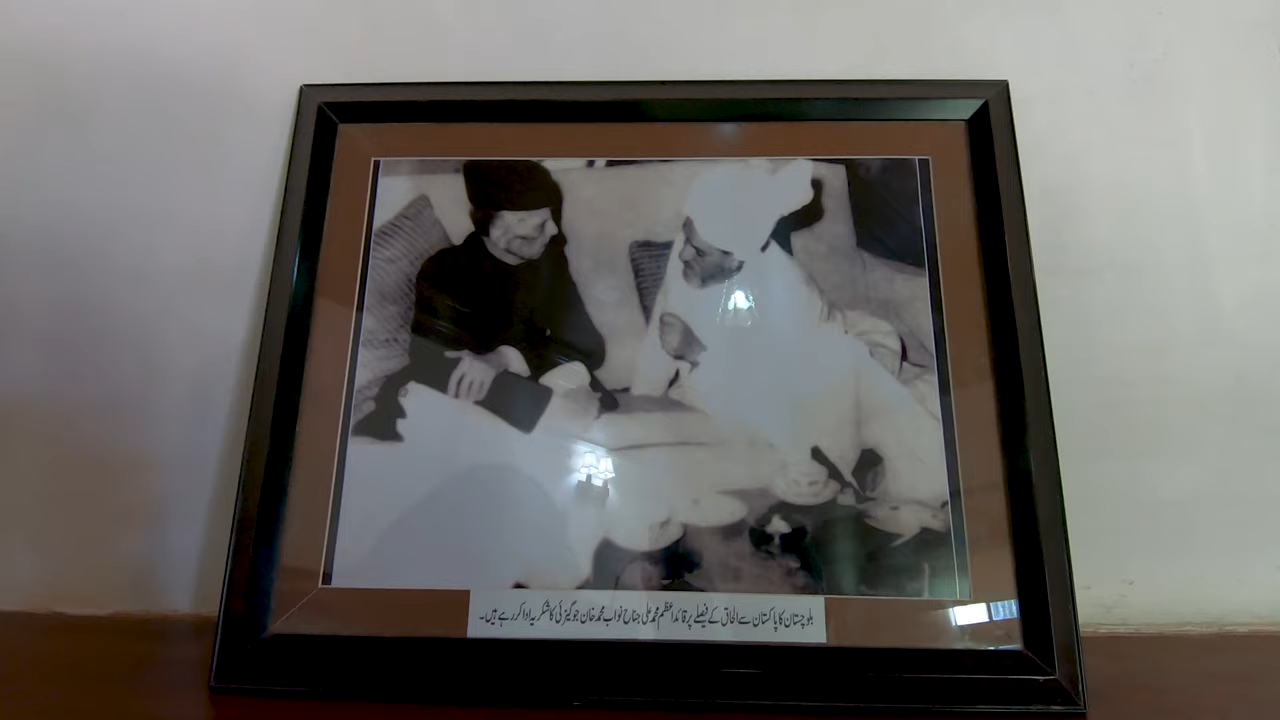 بلوچستان کا پاکستان سے الحاق کے فیصلے پر قائداعظم محمد علی جناح نواب محمد خان جوگیزئی کا شکریہ ادا کر رہے ہیں۔